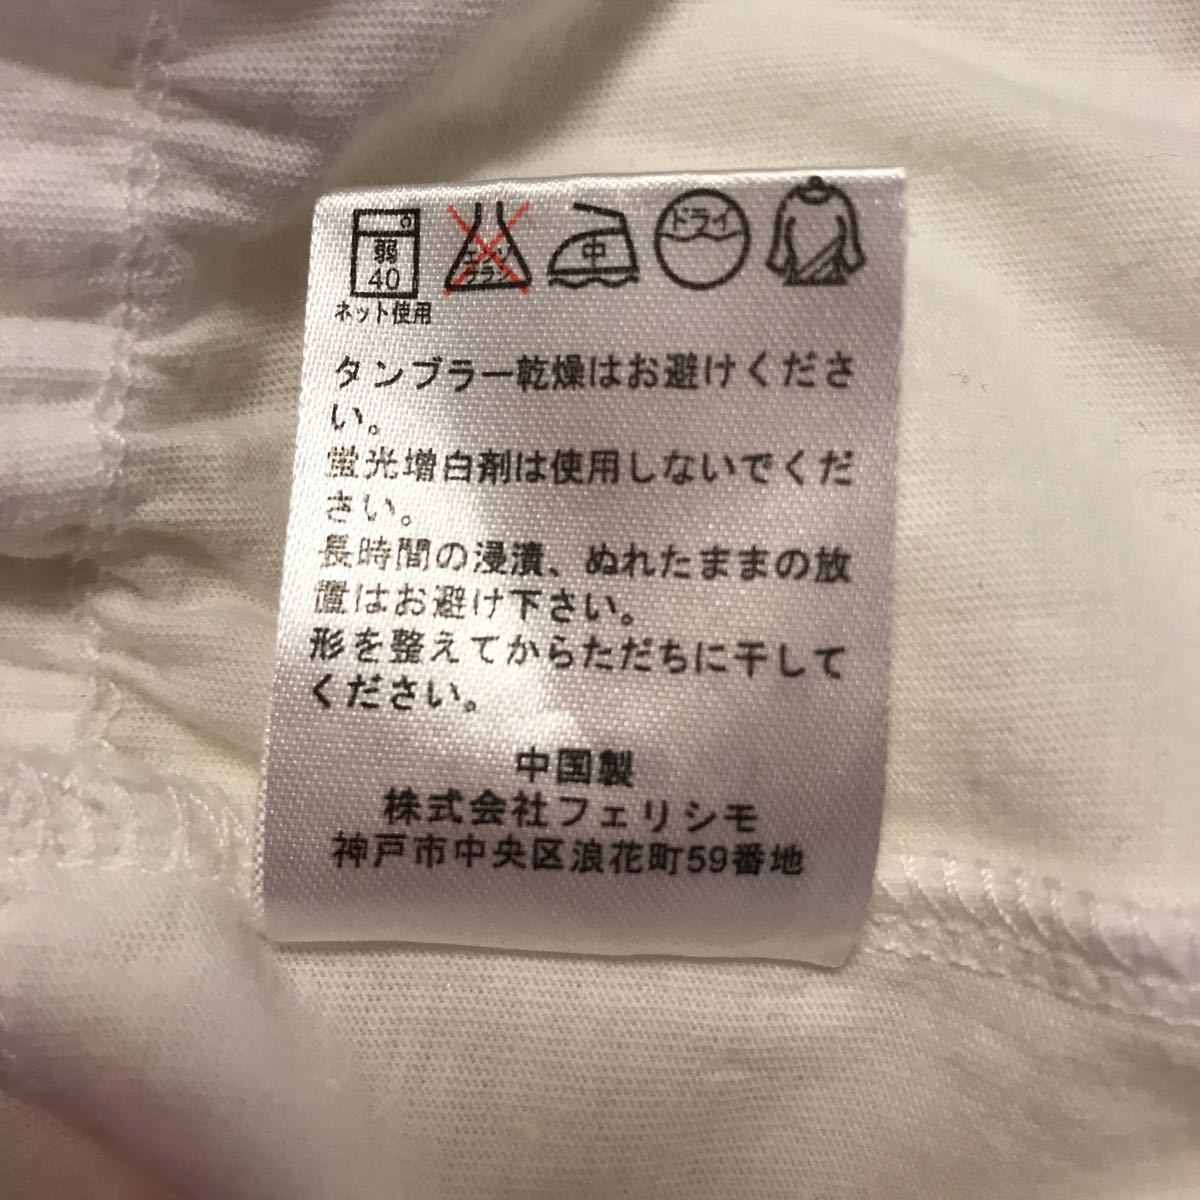 弱 エンソ 中 ドライ
40 サラシ
ネット使用
タンブラー乾燥はお避けくださ
い。
蛍光増白剤は使用しないでくだ
さい。
長時間の浸漬、ぬれたままの放
置はお避け下さい。
形を整えてからただちに干して
ください。
中国製
株式会社フェリシモ
神戸市中央区浪花町59番地